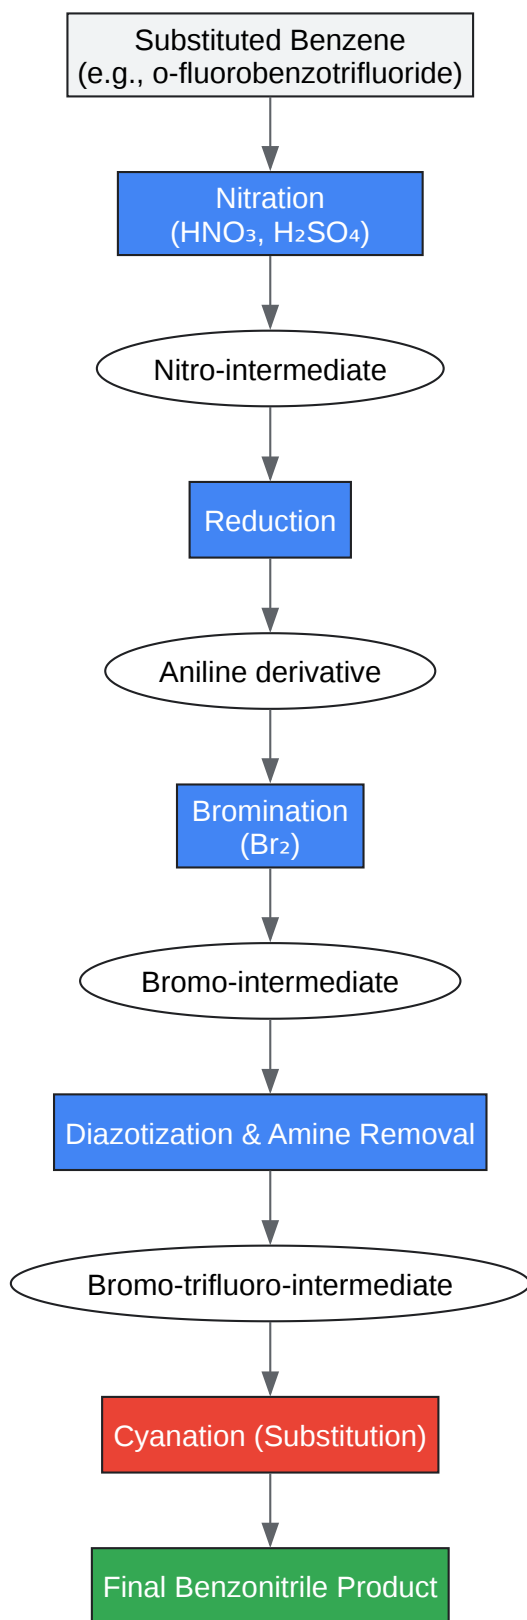 Substituted Benzene
(e.g., o-fluorobenzotrifluoride)
Nitration
(HNO₃, H₂SO₄)
Nitro-intermediate
Reduction
Aniline derivative
Bromination
(Br₂)
Bromo-intermediate
Diazotization & Amine Removal
Bromo-trifluoro-intermediate
Cyanation (Substitution)
Final Benzonitrile Product